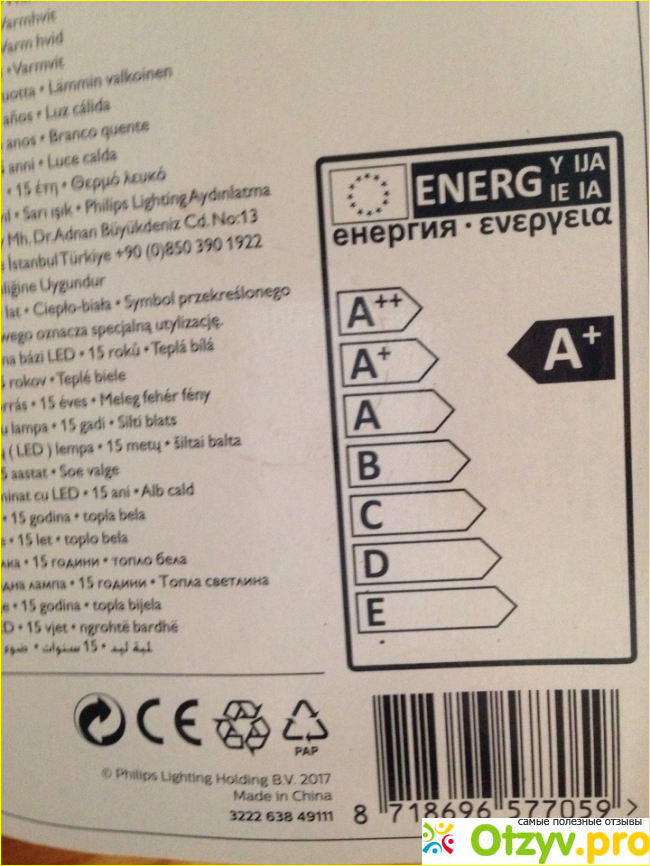 Varmhvit
Varm hvid
• Varmvit
• Lämmin valkoinen
años • Luz cálida
anos • Branco quente
anni • Luce calda
• 15 έτη • Θερμό λευκό
• Sarı ışık • Philips Lighting Aydınlatma
Mh. Dr. Adnan Büyükdeniz Cd. No:13
İstanbul Türkiye +90 (0)850 390 1922
Uygundur
lat • Ciepło-biała • Symbol przekreślonego
oznacza specjalną utylizację.
na bázi LED • 15 roků • Teplá bílá
rokov • Teplé biele
• 15 éves • Meleg fehér fény
lampa • 15 gadi • Silti blats
( LED ) lempa • 15 metų • šiltai balta
aastat • Soe valge
cu LED • 15 ani • Alb cald
• 15 godina • topla bela
• 15 let • toplo bela
• 15 години • топло бела
лампа • 15 години • Топла светлина
• 15 godina • topla bijela
• 15 vjet • ngrohtë bardhë
لمبة ليد • 15 سنوات • ضوء
ENERG Y IJA
IE IA
енергия · ενεργεια
A++
A+
A+
A
B
C
D
E
CE
PAP
© Philips Lighting Holding B.V. 2017
Made in China
3222 638 49111
8 718696 577059 >
самые полезные отзывы
Otzyv.pro